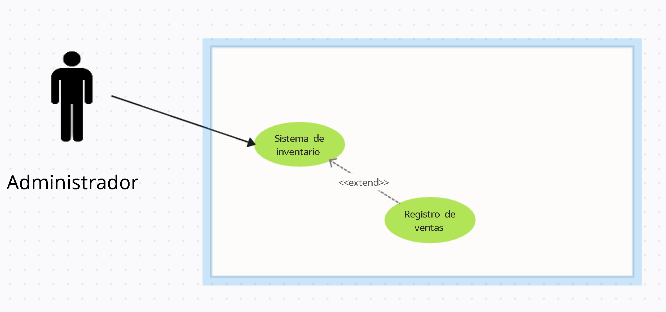 Administrador
Sistema de
inventario
<<extend>>
Registro de
ventas